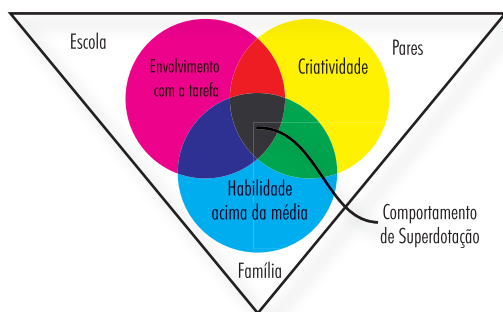 Escola
Pares
Envolvimento
com a tarefa
Criatividade
Habilidade
acima da média
Comportamento
de Superdotação
Família